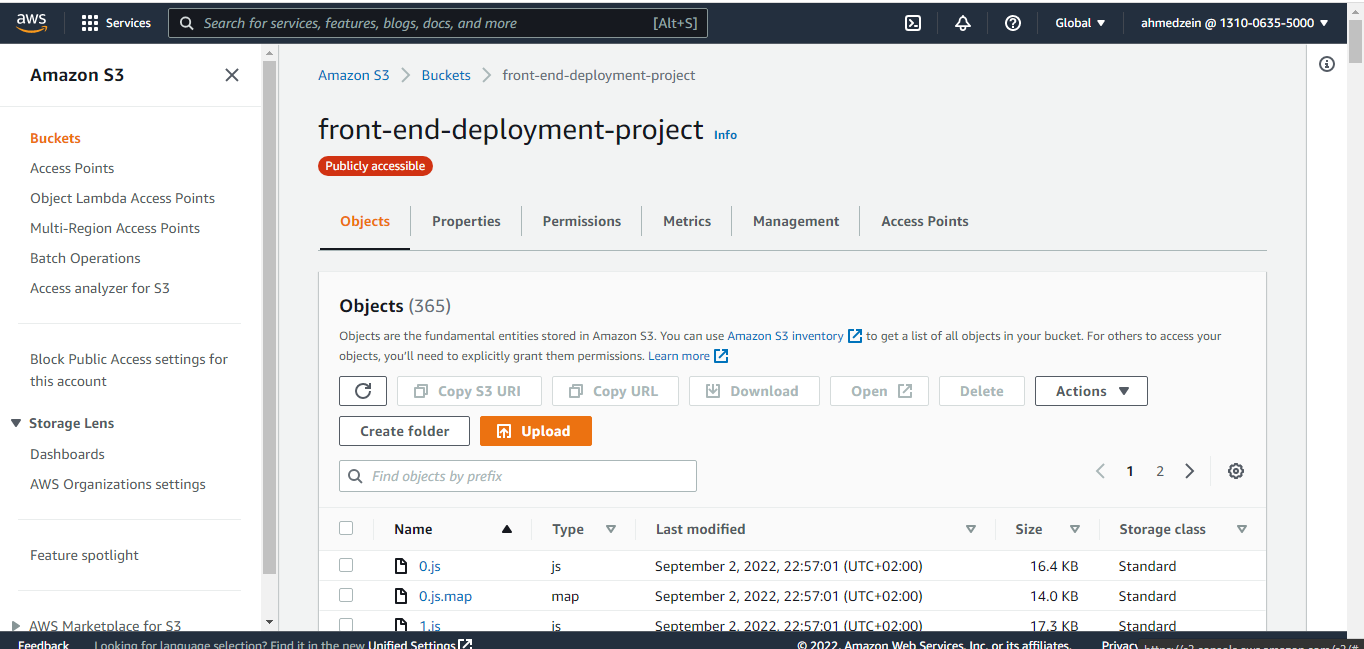 aws
Services
Search for services, features, blogs, docs, and more
[Alt+S]
Global
ahmedzein @ 1310-0635-5000
Amazon S3
Buckets
Access Points
Object Lambda Access Points
Multi-Region Access Points
Batch Operations
Access analyzer for S3
Block Public Access settings for
this account
Storage Lens
Dashboards
AWS Organizations settings
Feature spotlight
AWS Marketplace for S3
Amazon S3
Buckets
front-end-deployment-project
front-end-deployment-project Info
Publicly accessible
Objects
Properties
Permissions
Metrics
Management
Access Points
Objects (365)
Objects are the fundamental entities stored in Amazon S3. You can use Amazon S3 inventory to get a list of all objects in your bucket. For others to access your
objects, you'll need to explicitly grant them permissions. Learn more
Copy S3 URI
Copy URL
Download
Open
Delete
Actions
Create folder
Upload
Find objects by prefix
1
2
Name
Type
Last modified
Size
Storage class
0.js js September 2, 2022, 22:57:01 (UTC+02:00) 16.4 KB Standard
0.js.map map September 2, 2022, 22:57:01 (UTC+02:00) 14.0 KB Standard
1.js js September 2, 2022, 22:57:01 (UTC+02:00) 17.3 KB Standard
Feedback
Looking for language selection? Find it in the new Unified Settings
© 2022, Amazon Web Services, Inc. or its affiliates.
Privacy